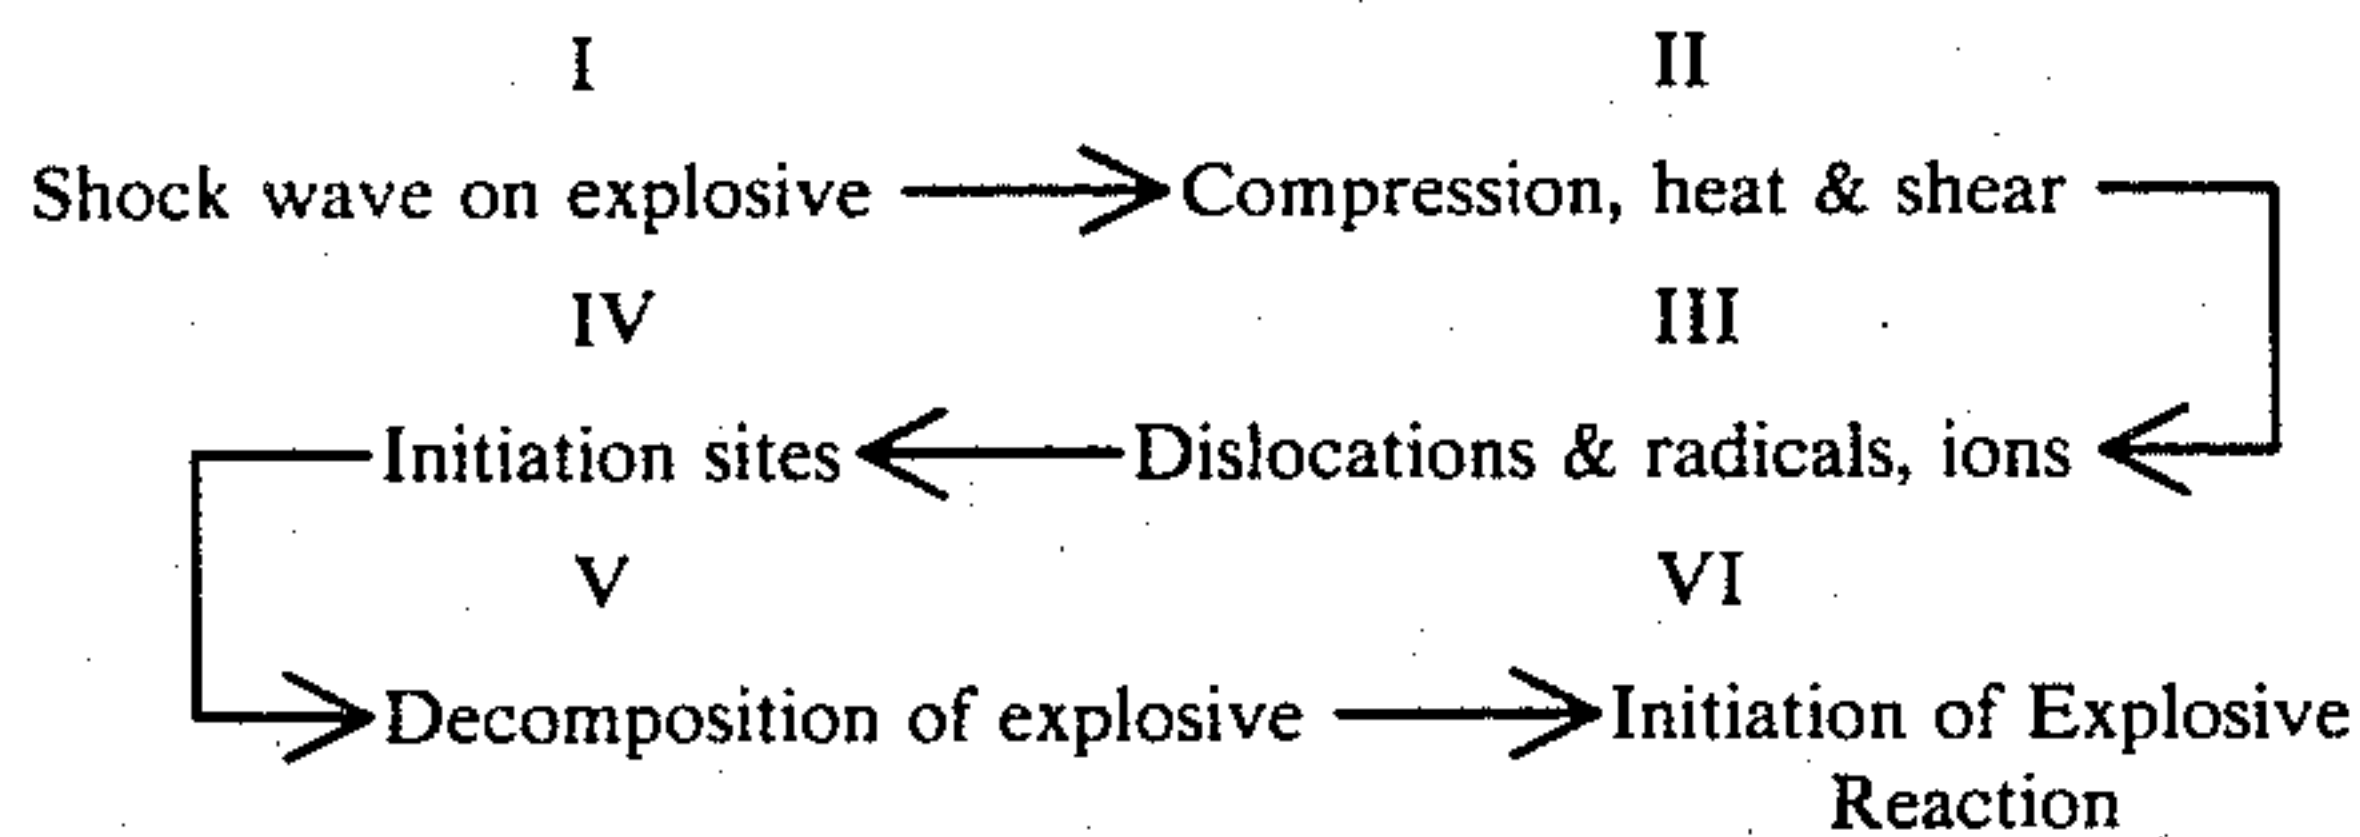 I II
Shock wave on explosive Compression, heat & shear
IV III
Initiation sites Dislocations & radicals, ions
V VI
Decomposition of explosive Initiation of Explosive
Reaction